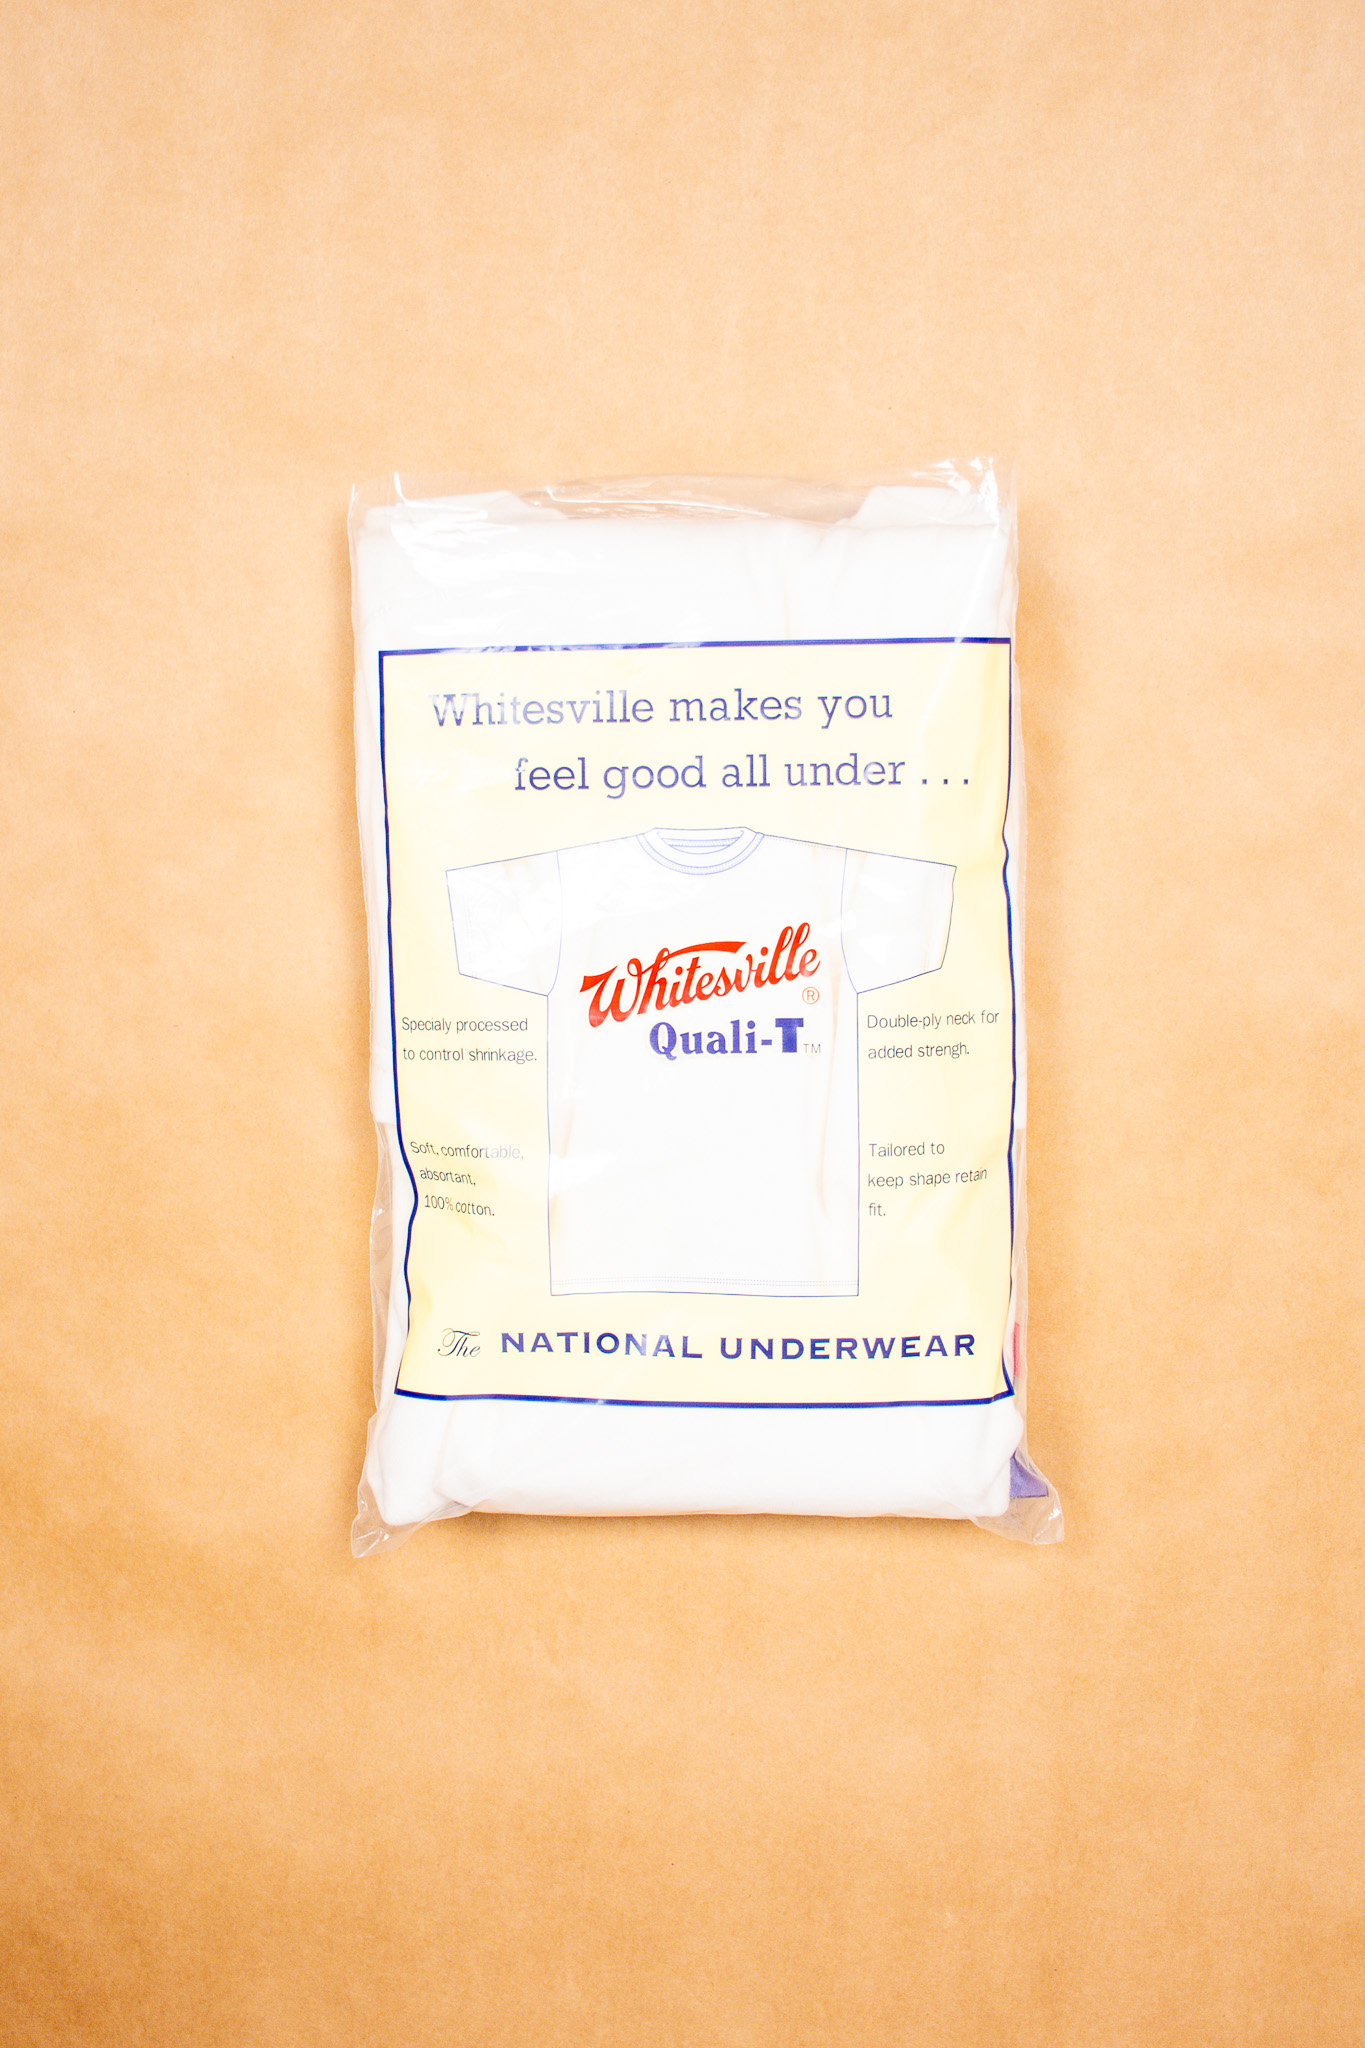 Whitesville makes you
feel good all under . . .
Whitesville ®
Quali-T™
Specialy processed
to control shrinkage.
Double-ply neck for
added strengh.
Soft, comfortable,
absortant,
100% cotton.
Tailored to
keep shape retain
fit.
The NATIONAL UNDERWEAR